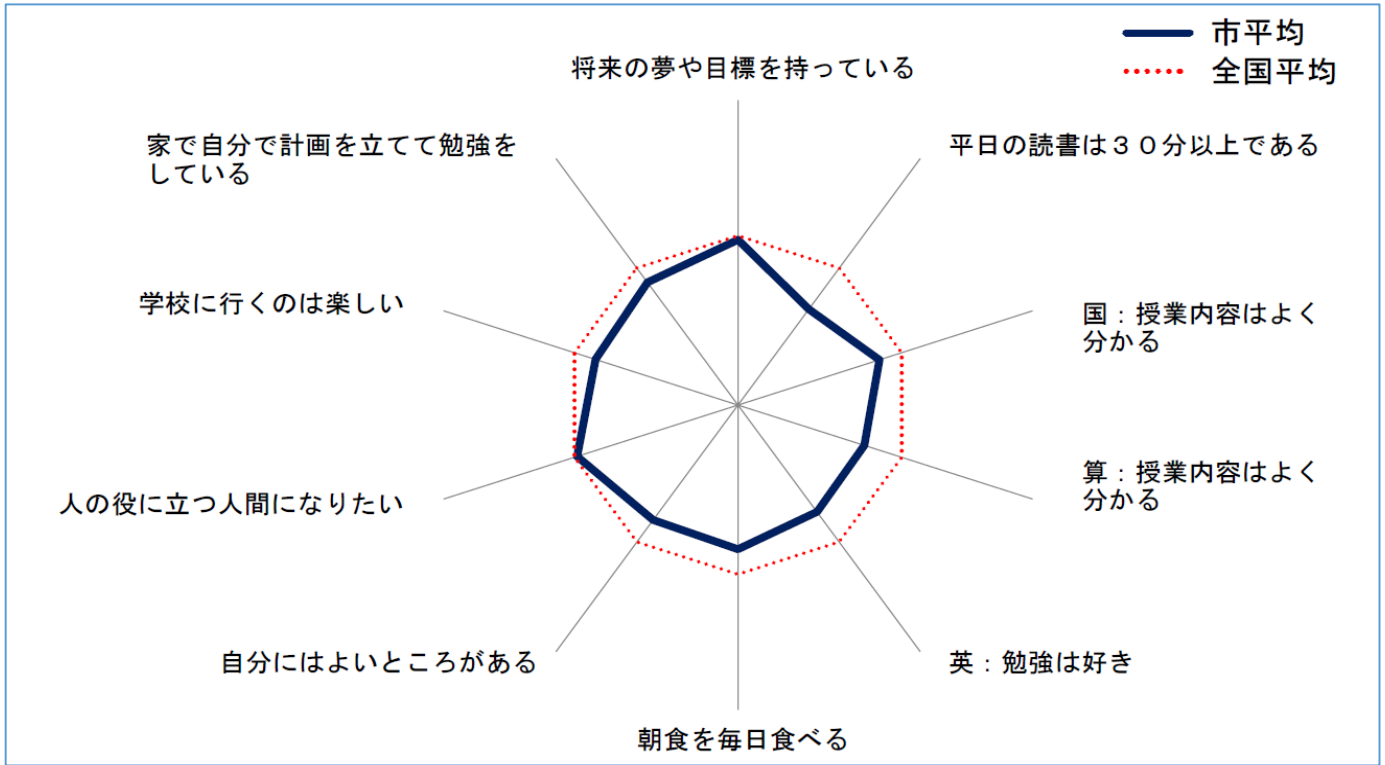 市平均
全国平均
将来の夢や目標を持っている
平日の読書は３０分以上である
国：授業内容はよく
分かる
算：授業内容はよく
分かる
英：勉強は好き
朝食を毎日食べる
自分にはよいところがある
人の役に立つ人間になりたい
学校に行くのは楽しい
家で自分で計画を立てて勉強を
している